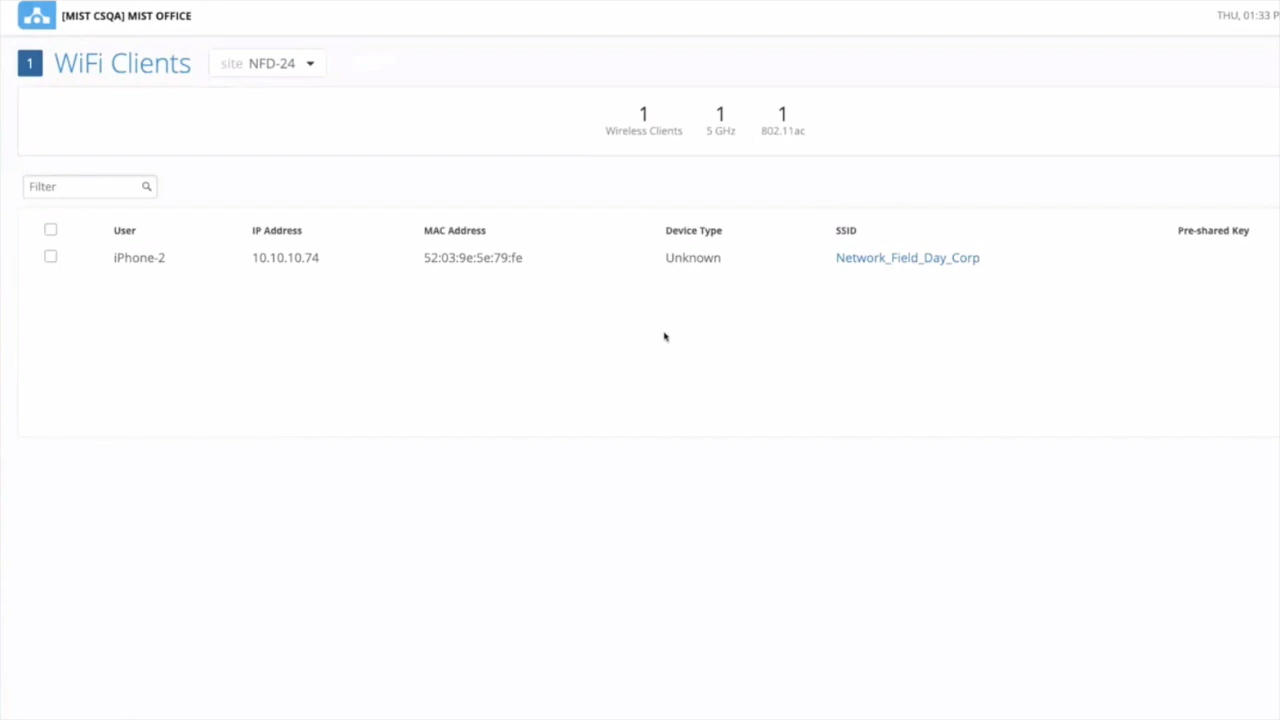 [MIST CSQA] MIST OFFICE
THU, 01:33 P
1 WiFi Clients site NFD-24
1 1 1
Wireless Clients 5 GHz 802.11ac
Filter
User IP Address MAC Address Device Type SSID Pre-shared Key
iPhone-2 10.10.10.74 52:03:9e:5e:79:fe Unknown Network_Field_Day_Corp